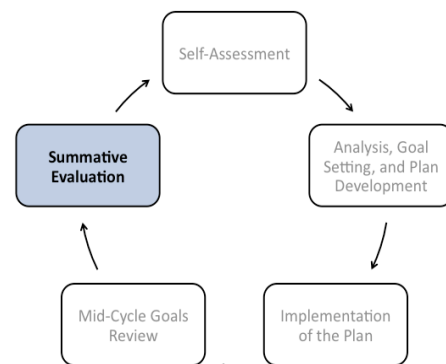 Self-Assessment
Summative
Evaluation
Analysis, Goal
Setting, and Plan
Development
Mid-Cycle Goals
Review
Implementation
of the Plan